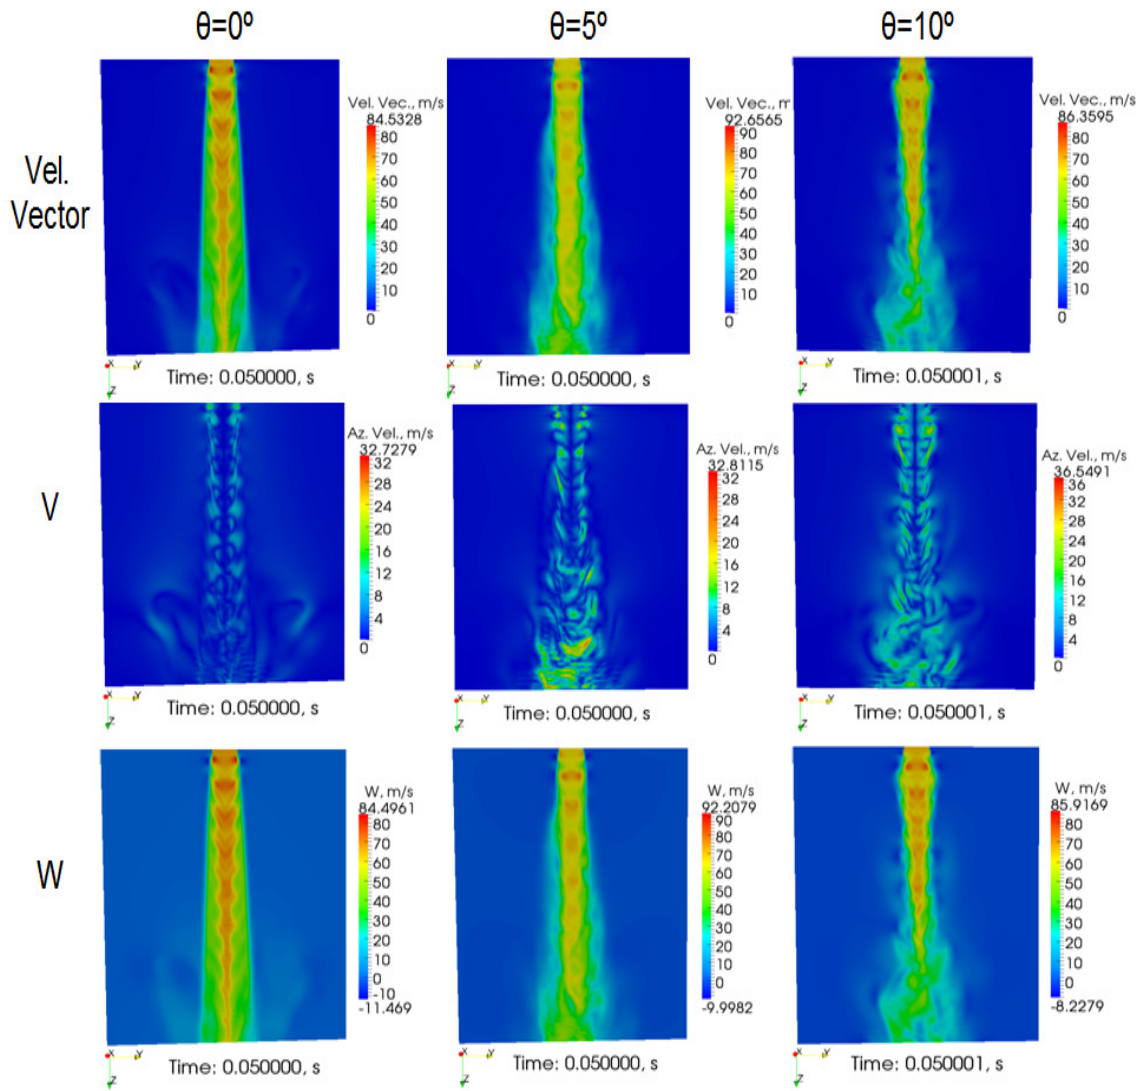 θ=0º θ=5º θ=10º
Vel.
Vector
Vel. Vec., m/s
84.5328
80
70
60
50
40
30
20
10
0
X Y
Z
Time: 0.050000, s
Vel. Vec., m
92.6565
90
80
70
60
50
40
30
20
10
0
X Y
Z
Time: 0.050000, s
Vel. Vec., m/s
86.3595
80
70
60
50
40
30
20
10
0
X Y
Z
Time: 0.050001, s
V
Az. Vel., m/s
32.7279
32
28
24
20
16
12
8
4
0
X Y
Z
Time: 0.050000, s
Az. Vel., m/s
32.8115
32
28
24
20
16
12
8
4
0
X Y
Z
Time: 0.050000, s
Az. Vel., m/s
36.5491
36
32
28
24
20
16
12
8
4
0
X Y
Z
Time: 0.050001, s
W
W, m/s
84.4961
80
70
60
50
40
30
20
10
0
-10
-11.469
X Y
Z
Time: 0.050000, s
W, m/s
92.2079
90
80
70
60
50
40
30
20
10
0
-9.9982
X Y
Z
Time: 0.050000, s
W, m/s
85.9169
80
70
60
50
40
30
20
10
0
-8.2279
X Y
Z
Time: 0.050001, s